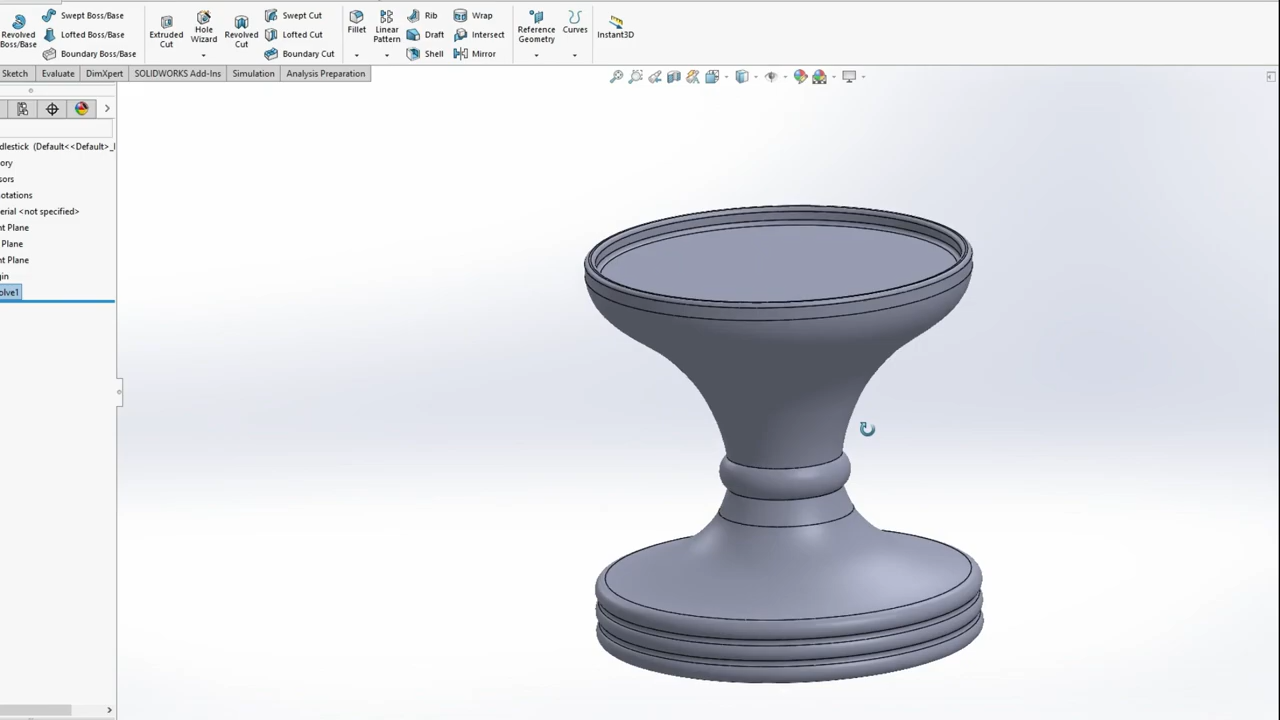 Revolved Boss/Base
Swept Boss/Base
Lofted Boss/Base
Boundary Boss/Base
Extruded Cut
Hole Wizard
Revolved Cut
Swept Cut
Lofted Cut
Boundary Cut
Fillet
Linear Pattern
Rib
Draft
Shell
Wrap
Intersect
Mirror
Reference Geometry
Curves
Instant3D
Sketch
Evaluate
DimXpert
SOLIDWORKS Add-Ins
Simulation
Analysis Preparation
dlestick (Default<<Default>_
ory
sors
otations
erial <not specified>
nt Plane
Plane
nt Plane
gin
olve1